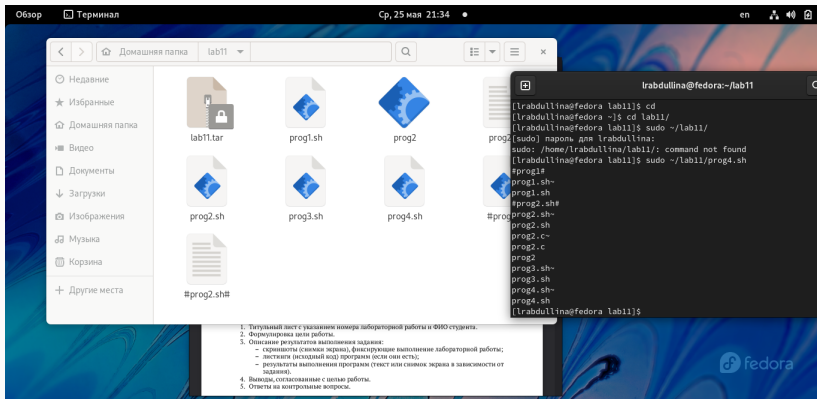 Обзор
Терминал
Ср, 25 мая 21:34
en
Домашняя папка
lab11
Недавние
Избранные
Домашняя папка
Видео
Документы
Загрузки
Изображения
Музыка
Корзина
Другие места
lab11.tar
prog1.sh
prog2
prog2
prog2.sh
prog3.sh
prog4.sh
#prog
#prog2.sh#
lrabdullina@fedora:~/lab11
[lrabdullina@fedora lab11]$ cd
[lrabdullina@fedora ~]$ cd lab11/
[lrabdullina@fedora lab11]$ sudo ~/lab11/
[sudo] пароль для lrabdullina:
sudo: /home/lrabdullina/lab11/: command not found
[lrabdullina@fedora lab11]$ sudo ~/lab11/prog4.sh
#prog1#
prog1.sh~
prog1.sh
#prog2.sh#
prog2.sh~
prog2.sh
prog2.c~
prog2.c
prog2
prog3.sh~
prog3.sh
prog4.sh~
prog4.sh
[lrabdullina@fedora lab11]$
1. Титульный лист с указанием номера лабораторной работы и ФИО студента.
2. Формулировка цели работы.
3. Описание результатов выполнения задания:
– скриншоты (снимки экрана), фиксирующие выполнение лабораторной работы;
– листинги (исходный код) программ (если они есть);
– результаты выполнения программ (текст или снимок экрана в зависимости от
задания).
4. Выводы, согласованные с целью работы.
5. Ответы на контрольные вопросы.
fedora